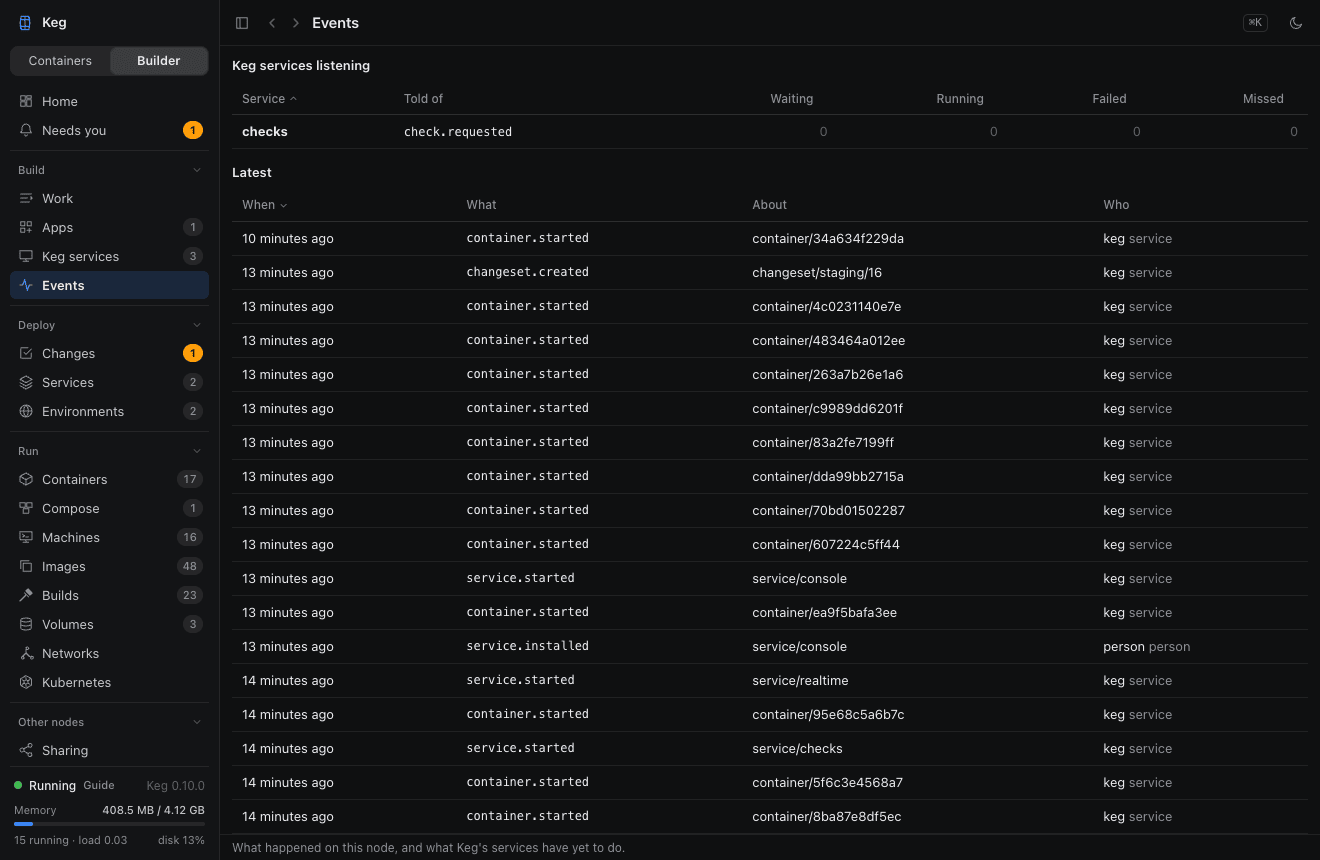 Keg
Containers Builder
Home
Needs you 1
Build
Work
Apps 1
Keg services 3
Events
Deploy
Changes 1
Services 2
Environments 2
Run
Containers 17
Compose 1
Machines 16
Images 48
Builds 23
Volumes 3
Networks
Kubernetes
Other nodes
Sharing
Running Guide Keg 0.10.0
Memory 408.5 MB / 4.12 GB
15 running · load 0.03 disk 13%
Events ⌘K
Keg services listening
Service Told of Waiting Running Failed Missed
checks check.requested 0 0 0 0
Latest
When What About Who
10 minutes ago container.started container/34a634f229da keg service
13 minutes ago changeset.created changeset/staging/16 keg service
13 minutes ago container.started container/4c0231140e7e keg service
13 minutes ago container.started container/483464a012ee keg service
13 minutes ago container.started container/263a7b26e1a6 keg service
13 minutes ago container.started container/c9989dd6201f keg service
13 minutes ago container.started container/83a2fe7199ff keg service
13 minutes ago container.started container/dda99bb2715a keg service
13 minutes ago container.started container/70bd01502287 keg service
13 minutes ago container.started container/607224c5ff44 keg service
13 minutes ago service.started service/console keg service
13 minutes ago container.started container/ea9f5bafa3ee keg service
13 minutes ago service.installed service/console person person
14 minutes ago service.started service/realtime keg service
14 minutes ago container.started container/95e68c5a6b7c keg service
14 minutes ago service.started service/checks keg service
14 minutes ago container.started container/5f6c3e4568a7 keg service
14 minutes ago container.started container/8ba87e8df5ec keg service
What happened on this node, and what Keg's services have yet to do.